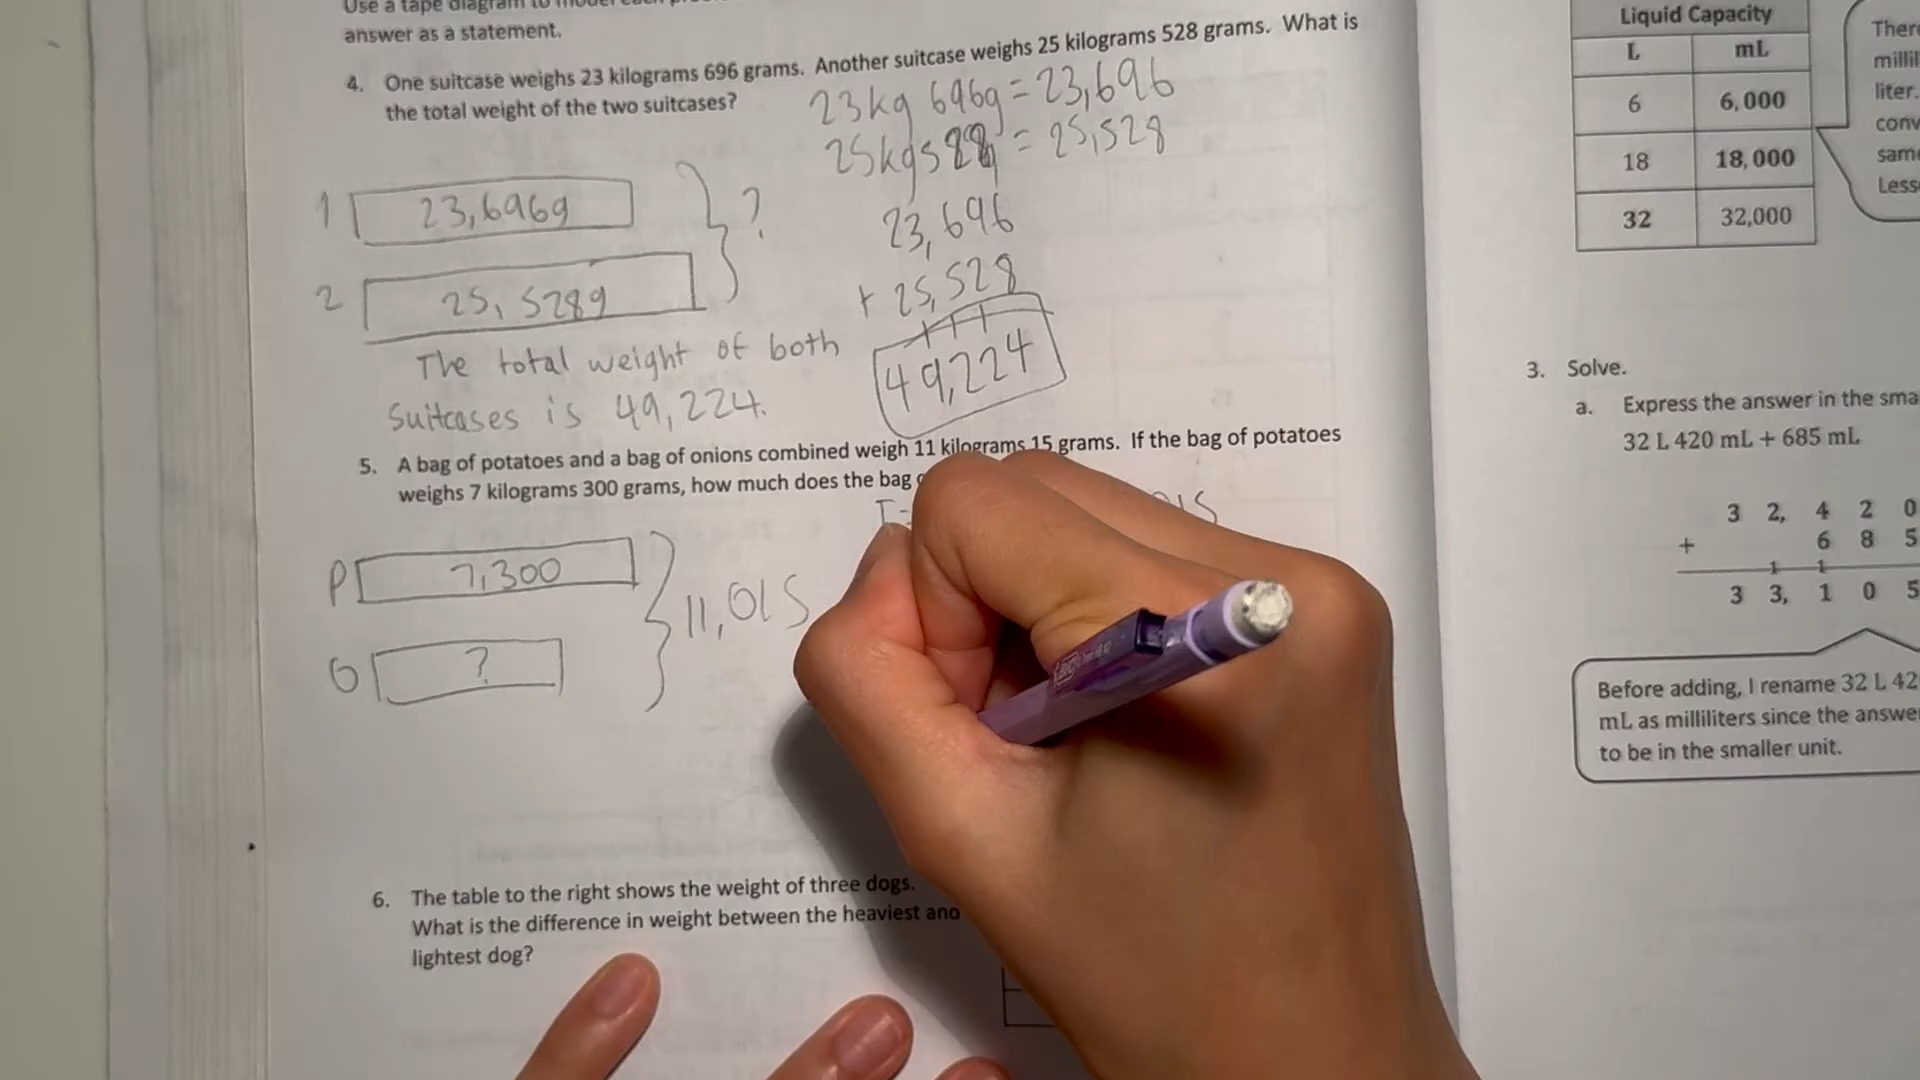 Use a tape diagram to model each
answer as a statement.
4. One suitcase weighs 23 kilograms 696 grams. Another suitcase weighs 25 kilograms 528 grams. What is
the total weight of the two suitcases?
23kg 696g = 23,696
25kg 528g = 25,528
1 23,696g
?
2 25,528g
23,696
+ 25,528
49,224
The total weight of both
suitcases is 49,224.
5. A bag of potatoes and a bag of onions combined weigh 11 kilograms 15 grams. If the bag of potatoes
weighs 7 kilograms 300 grams, how much does the bag
P 7,300
11,015
O ?
6. The table to the right shows the weight of three dogs.
What is the difference in weight between the heaviest and
lightest dog?
Liquid Capacity
L mL
6 6,000
18 18,000
32 32,000
liter.
3. Solve.
a. Express the answer in the
32 L 420 mL + 685 mL
3 2, 4 2 0
+ 6 8 5
1 1
3 3, 1 0 5
Before adding, I rename 32 L 42
mL as milliliters since the
to be in the smaller unit.